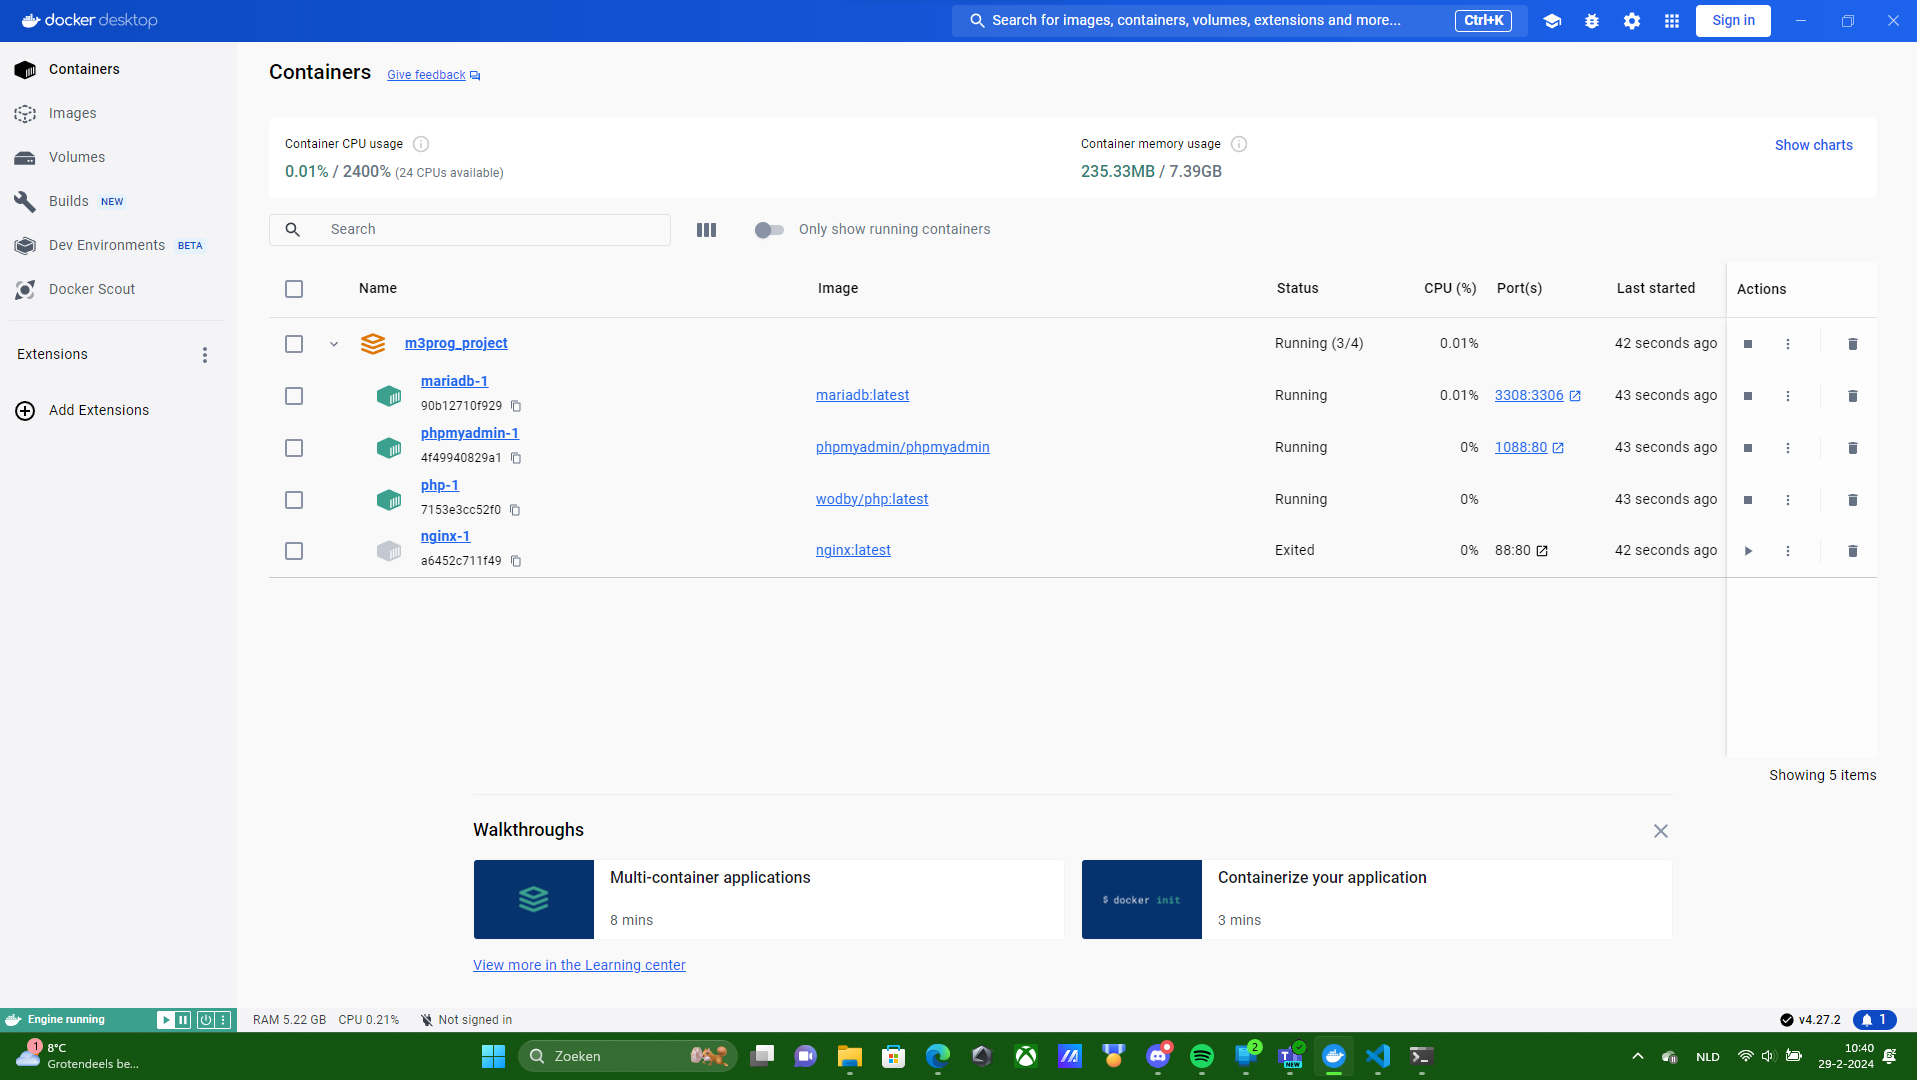 docker desktop
Search for images, containers, volumes, extensions and more...
Ctrl+K
Sign in
Containers
Images
Volumes
Builds NEW
Dev Environments BETA
Docker Scout
Extensions
Add Extensions
Containers Give feedback
Container CPU usage
0.01% / 2400% (24 CPUs available)
Container memory usage
235.33MB / 7.39GB
Show charts
Search
Only show running containers
Name Image Status CPU (%) Port(s) Last started Actions
m3prog_project Running (3/4) 0.01% 42 seconds ago
mariadb-1
90b12710f929
mariadb:latest Running 0.01% 3308:3306 43 seconds ago
phpmyadmin-1
4f49940829a1
phpmyadmin/phpmyadmin Running 0% 1088:80 43 seconds ago
php-1
7153e3cc52f0
wodby/php:latest Running 0% 43 seconds ago
nginx-1
a6452c711f49
nginx:latest Exited 0% 88:80 42 seconds ago
Showing 5 items
Walkthroughs
Multi-container applications
8 mins
$ docker init
Containerize your application
3 mins
View more in the Learning center
Engine running
RAM 5.22 GB CPU 0.21% Not signed in
v4.27.2
1
1
8°C
Grotendeels be...
Zoeken
2
T
NEW
NLD
10:40
29-2-2024